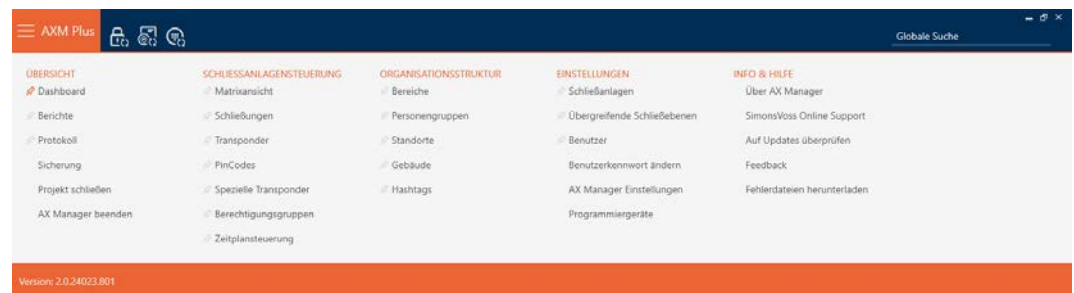 AXM Plus
Globale Suche
ÜBERSICHT
Dashboard
Berichte
Protokoll
Sicherung
Projekt schließen
AX Manager beenden
SCHLIESSANLAGENSTEUERUNG
Matrixansicht
Schließungen
Transponder
PinCodes
Spezielle Transponder
Berechtigungsgruppen
Zeitplansteuerung
ORGANISATIONSSTRUKTUR
Bereiche
Personengruppen
Standorte
Gebäude
Hashtags
EINSTELLUNGEN
Schließanlagen
Übergreifende Schließebenen
Benutzer
Benutzerkennwort ändern
AX Manager Einstellungen
Programmiergeräte
INFO & HILFE
Über AX Manager
SimonsVoss Online Support
Auf Updates überprüfen
Feedback
Fehlerdateien herunterladen
Version: 2.0.24023.801